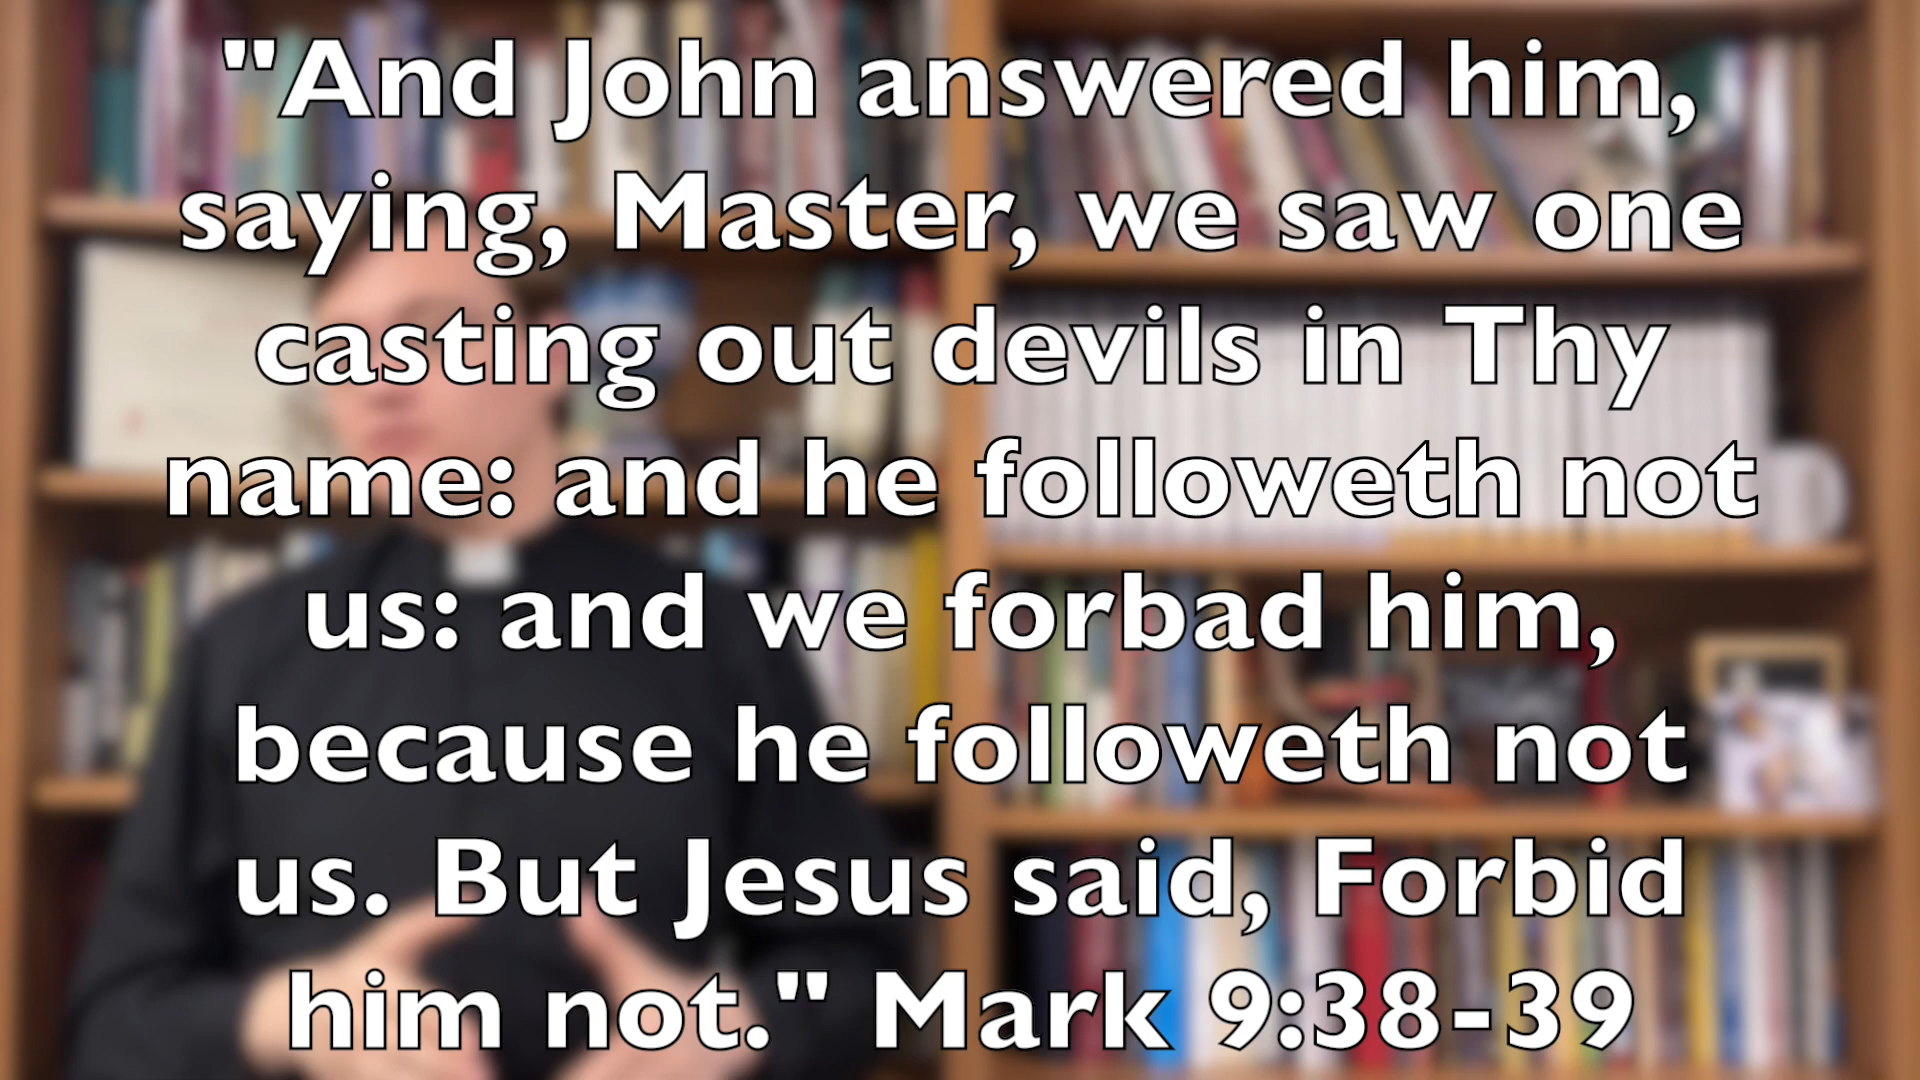 "And John answered him,
saying, Master, we saw one
casting out devils in Thy
name: and he followeth not
us: and we forbad him,
because he followeth not
us. But Jesus said, Forbid
him not." Mark 9:38-39